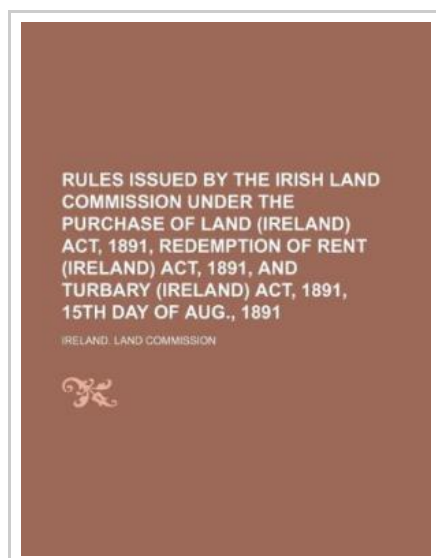 RULES ISSUED BY THE IRISH LAND
COMMISSION UNDER THE
PURCHASE OF LAND (IRELAND)
ACT, 1891, REDEMPTION OF RENT
(IRELAND) ACT, 1891, AND
TURBARY (IRELAND) ACT, 1891,
15TH DAY OF AUG., 1891
IRELAND. LAND COMMISSION